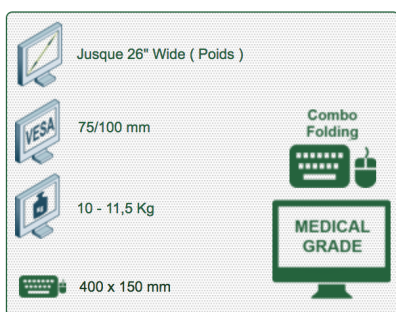 Jusque 26" Wide ( Poids )
VESA
75/100 mm
KG
10 - 11,5 Kg
400 x 150 mm
Combo
Folding
MEDICAL
GRADE